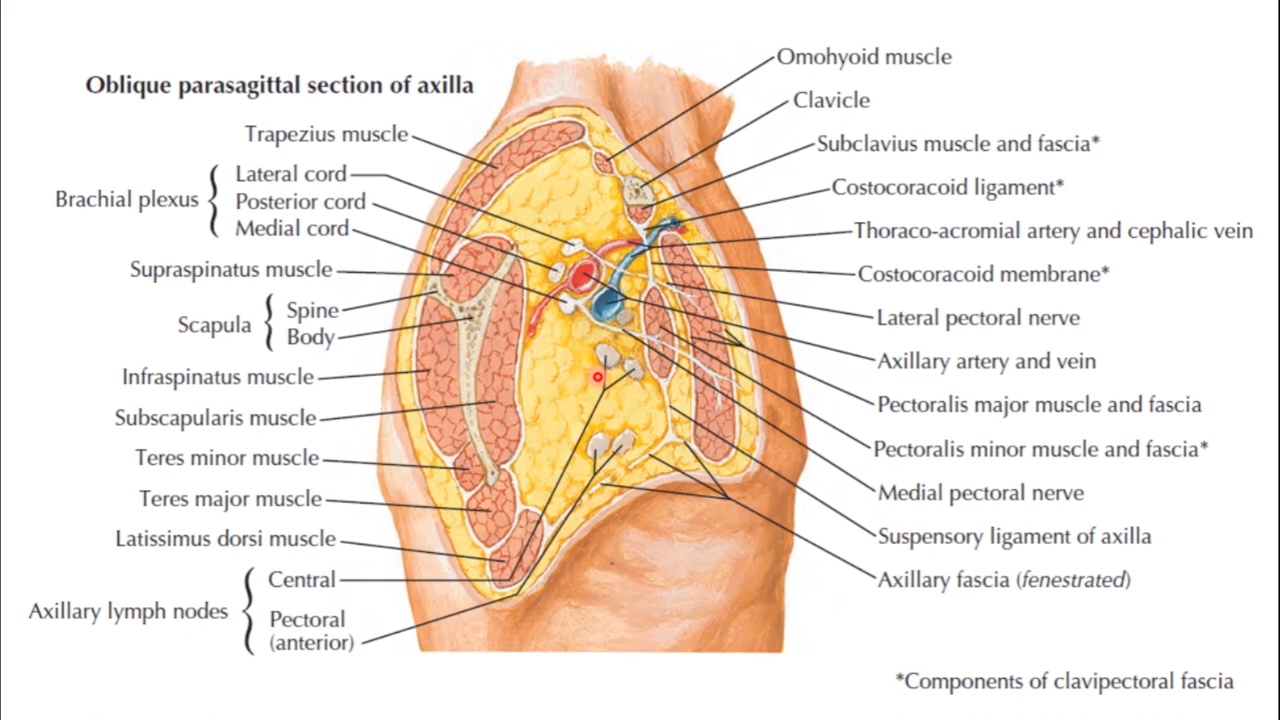 Oblique parasagittal section of axilla
Trapezius muscle
Brachial plexus
Lateral cord
Posterior cord
Medial cord
Supraspinatus muscle
Scapula
Spine
Body
Infraspinatus muscle
Subscapularis muscle
Teres minor muscle
Teres major muscle
Latissimus dorsi muscle
Axillary lymph nodes
Central
Pectoral
(anterior)
Omohyoid muscle
Clavicle
Subclavius muscle and fascia*
Costocoracoid ligament*
Thoraco-acromial artery and cephalic vein
Costocoracoid membrane*
Lateral pectoral nerve
Axillary artery and vein
Pectoralis major muscle and fascia
Pectoralis minor muscle and fascia*
Medial pectoral nerve
Suspensory ligament of axilla
Axillary fascia (fenestrated)
*Components of clavipectoral fascia